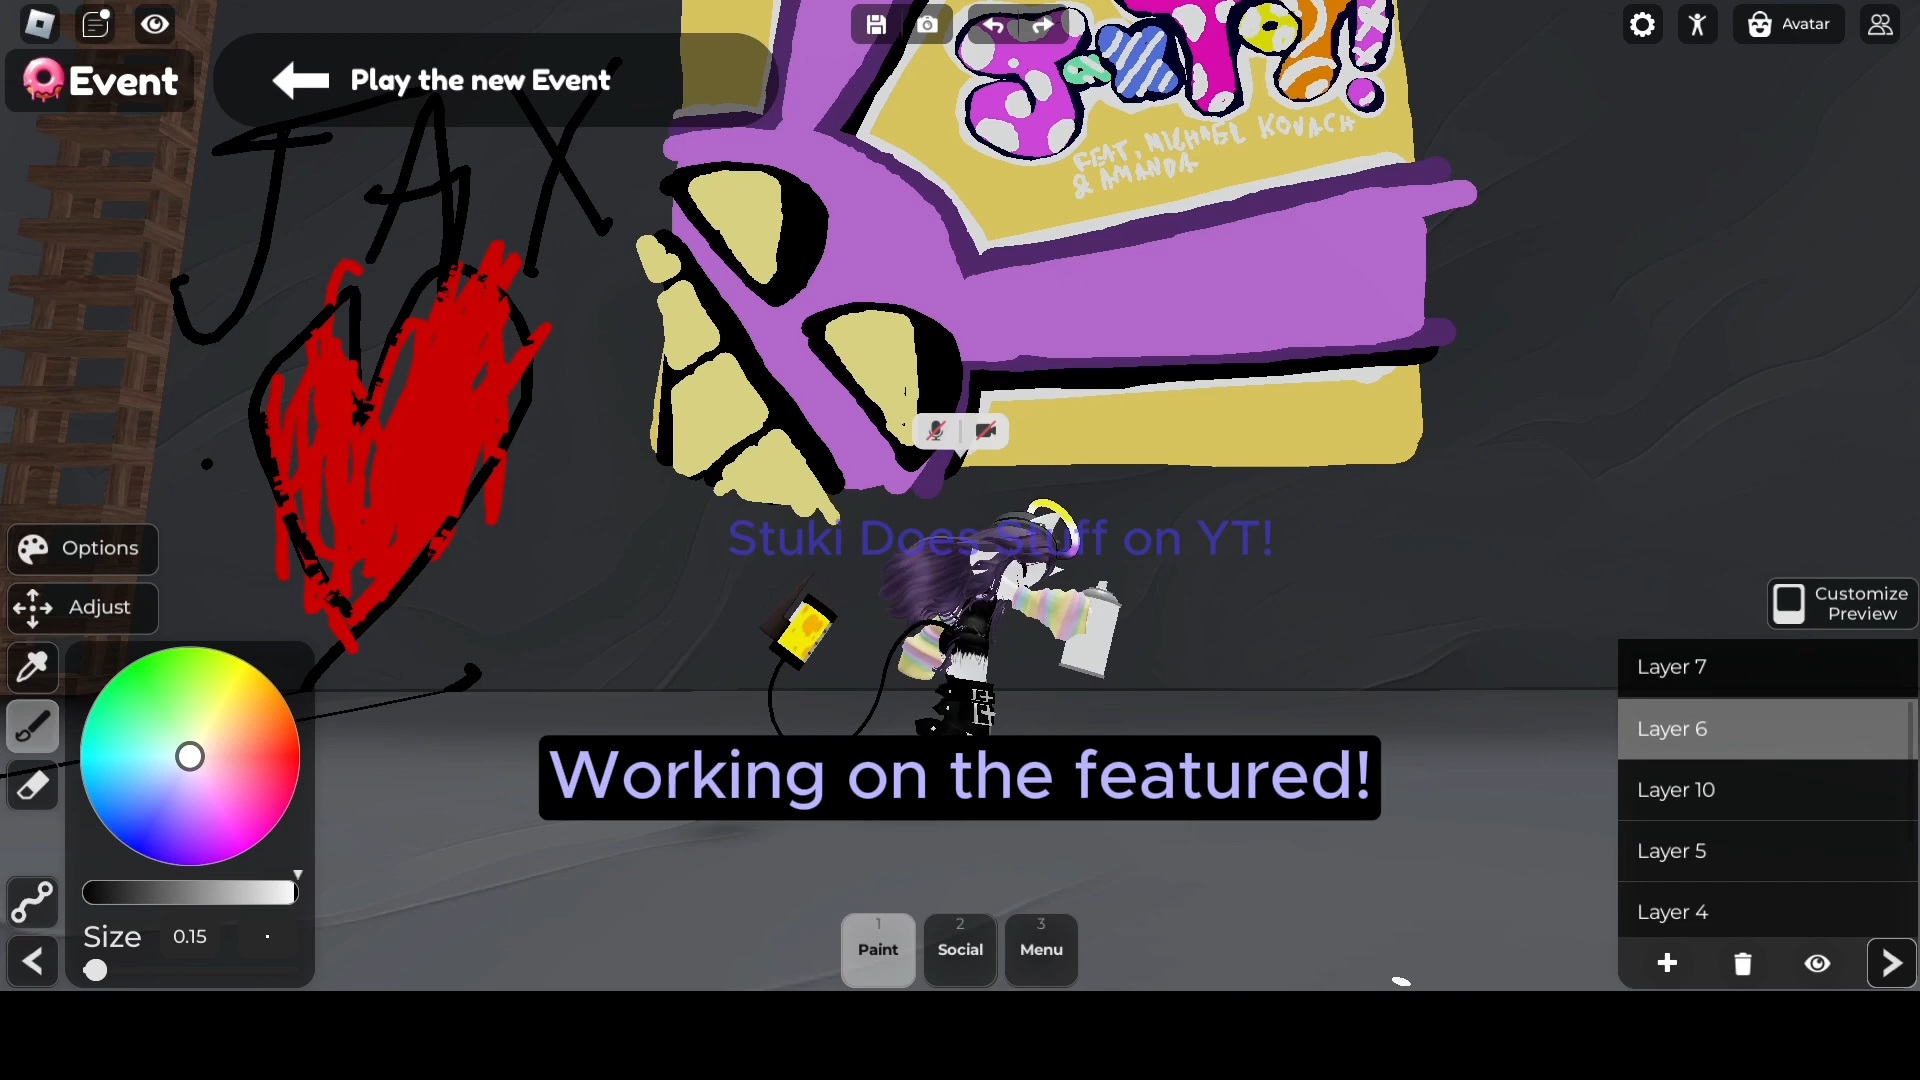 Avatar
Event
Play the new Event
JAX
FEAT, MICHAEL KOVACH
& AMANDA
Stuki Does Stuff on YT!
Options
Adjust
Customize
Preview
Layer 7
Layer 6
Working on the featured!
Layer 10
Layer 5
Layer 4
Size 0.15
1
Paint
2
Social
3
Menu